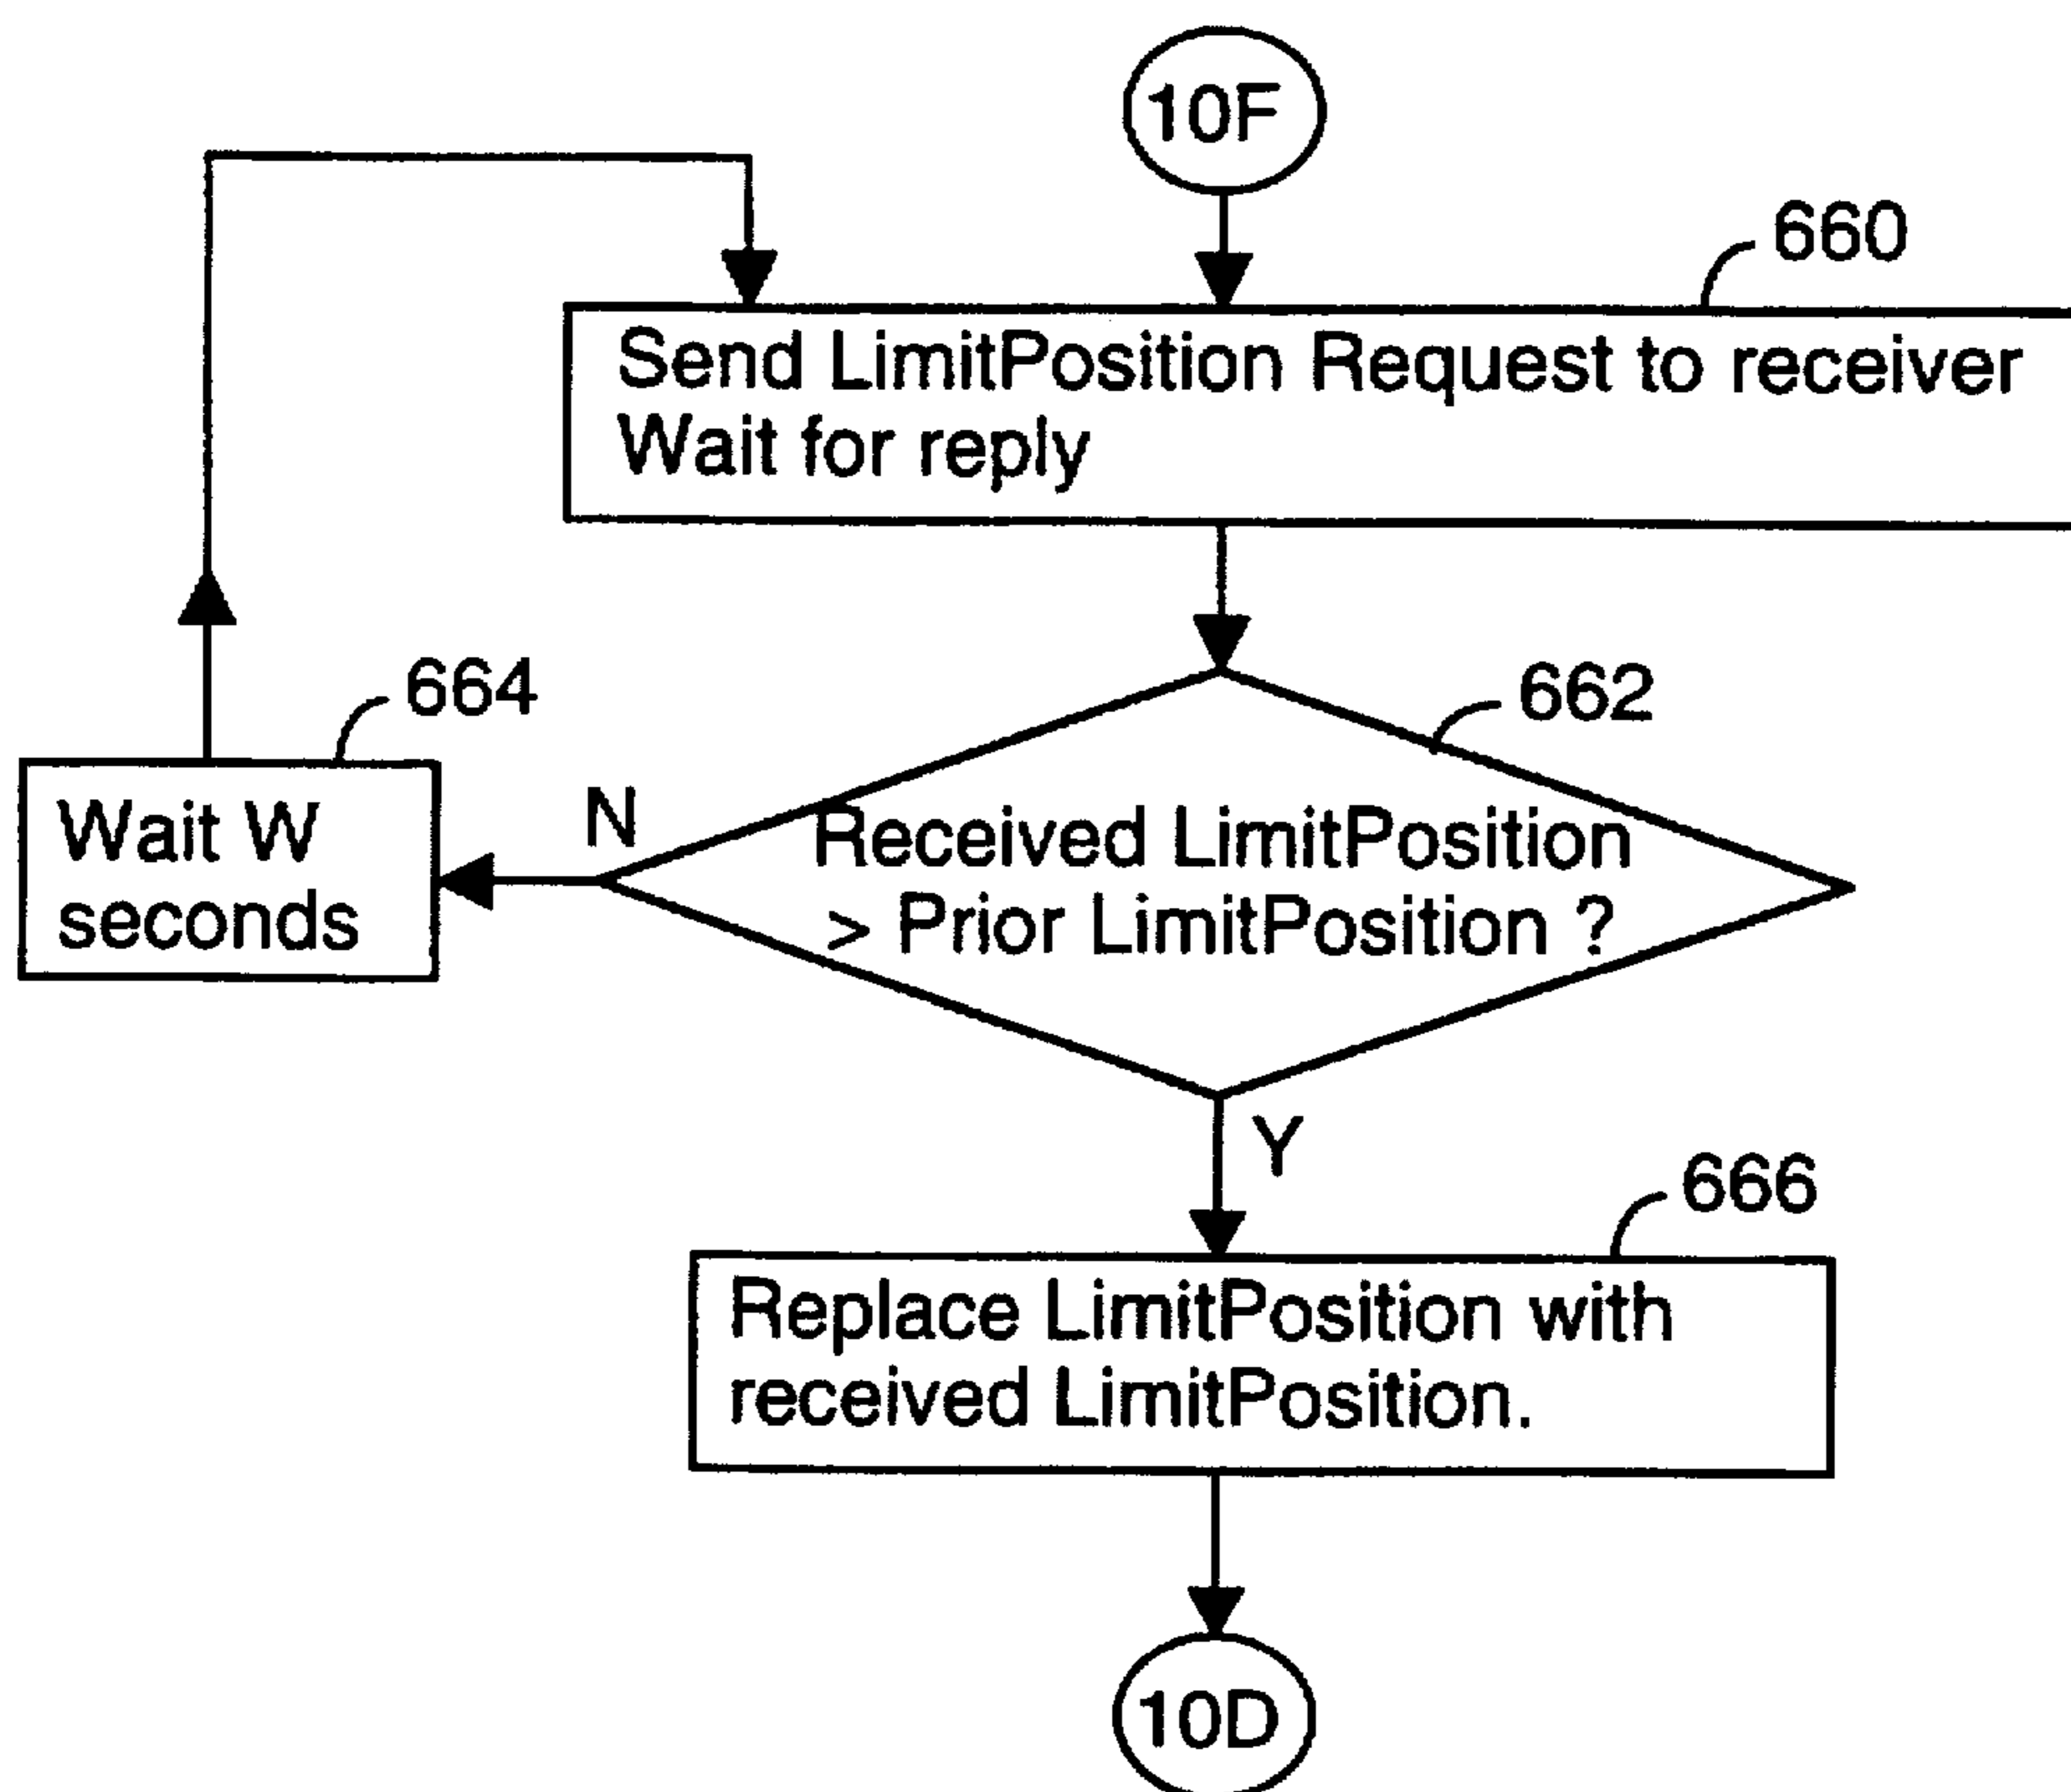 10F
660
Send LimitPosition Request to receiver
Wait for reply
664
662
Wait W
seconds
N
Received LimitPosition
> Prior LimitPosition ?
Y
666
Replace LimitPosition with
received LimitPosition.
10D